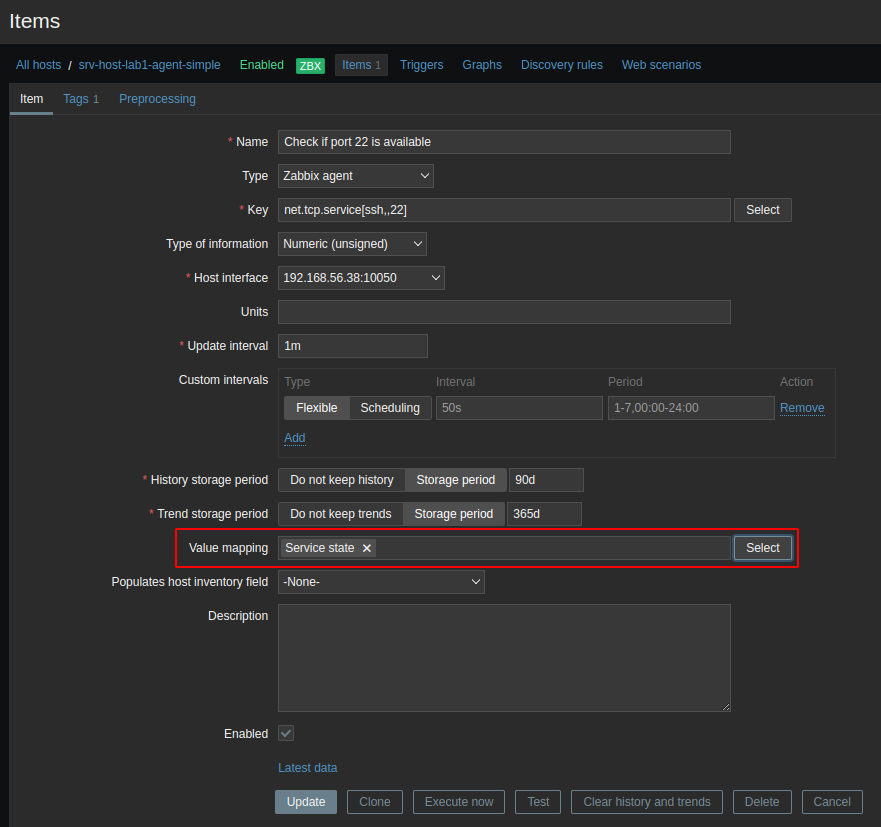 Items
All hosts / srv-host-lab1-agent-simple Enabled ZBX Items 1 Triggers Graphs Discovery rules Web scenarios
Item Tags 1 Preprocessing
* Name Check if port 22 is available
Type Zabbix agent
* Key net.tcp.service[ssh,,22] Select
Type of information Numeric (unsigned)
* Host interface 192.168.56.38:10050
Units
* Update interval 1m
Custom intervals Type Interval Period Action
Flexible Scheduling 50s 1-7,00:00-24:00 Remove
Add
* History storage period Do not keep history Storage period 90d
* Trend storage period Do not keep trends Storage period 365d
Value mapping Service state Select
Populates host inventory field -None-
Description
Enabled
Latest data
Update Clone Execute now Test Clear history and trends Delete Cancel